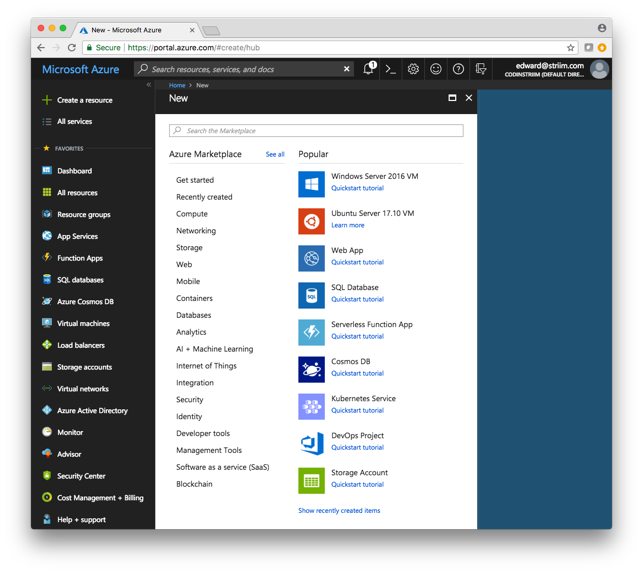 New - Microsoft Azure
Secure | https://portal.azure.com/#create/hub
Microsoft Azure
Search resources, services, and docs
1
edward@striim.com
CODINSTRIIM (DEFAULT DIRE...
Home > New
New
Create a resource
All services
FAVORITES
Dashboard
All resources
Resource groups
App Services
Function Apps
SQL databases
Azure Cosmos DB
Virtual machines
Load balancers
Storage accounts
Virtual networks
Azure Active Directory
Monitor
Advisor
Security Center
Cost Management + Billing
Help + support
Search the Marketplace
Azure Marketplace
See all
Get started
Recently created
Compute
Networking
Storage
Web
Mobile
Containers
Databases
Analytics
AI + Machine Learning
Internet of Things
Integration
Security
Identity
Developer tools
Management Tools
Software as a service (SaaS)
Blockchain
Popular
Windows Server 2016 VM
Quickstart tutorial
Ubuntu Server 17.10 VM
Learn more
Web App
Quickstart tutorial
SQL
SQL Database
Quickstart tutorial
Serverless Function App
Quickstart tutorial
Cosmos DB
Quickstart tutorial
Kubernetes Service
Quickstart tutorial
DevOps Project
Quickstart tutorial
Storage Account
Quickstart tutorial
Show recently created items